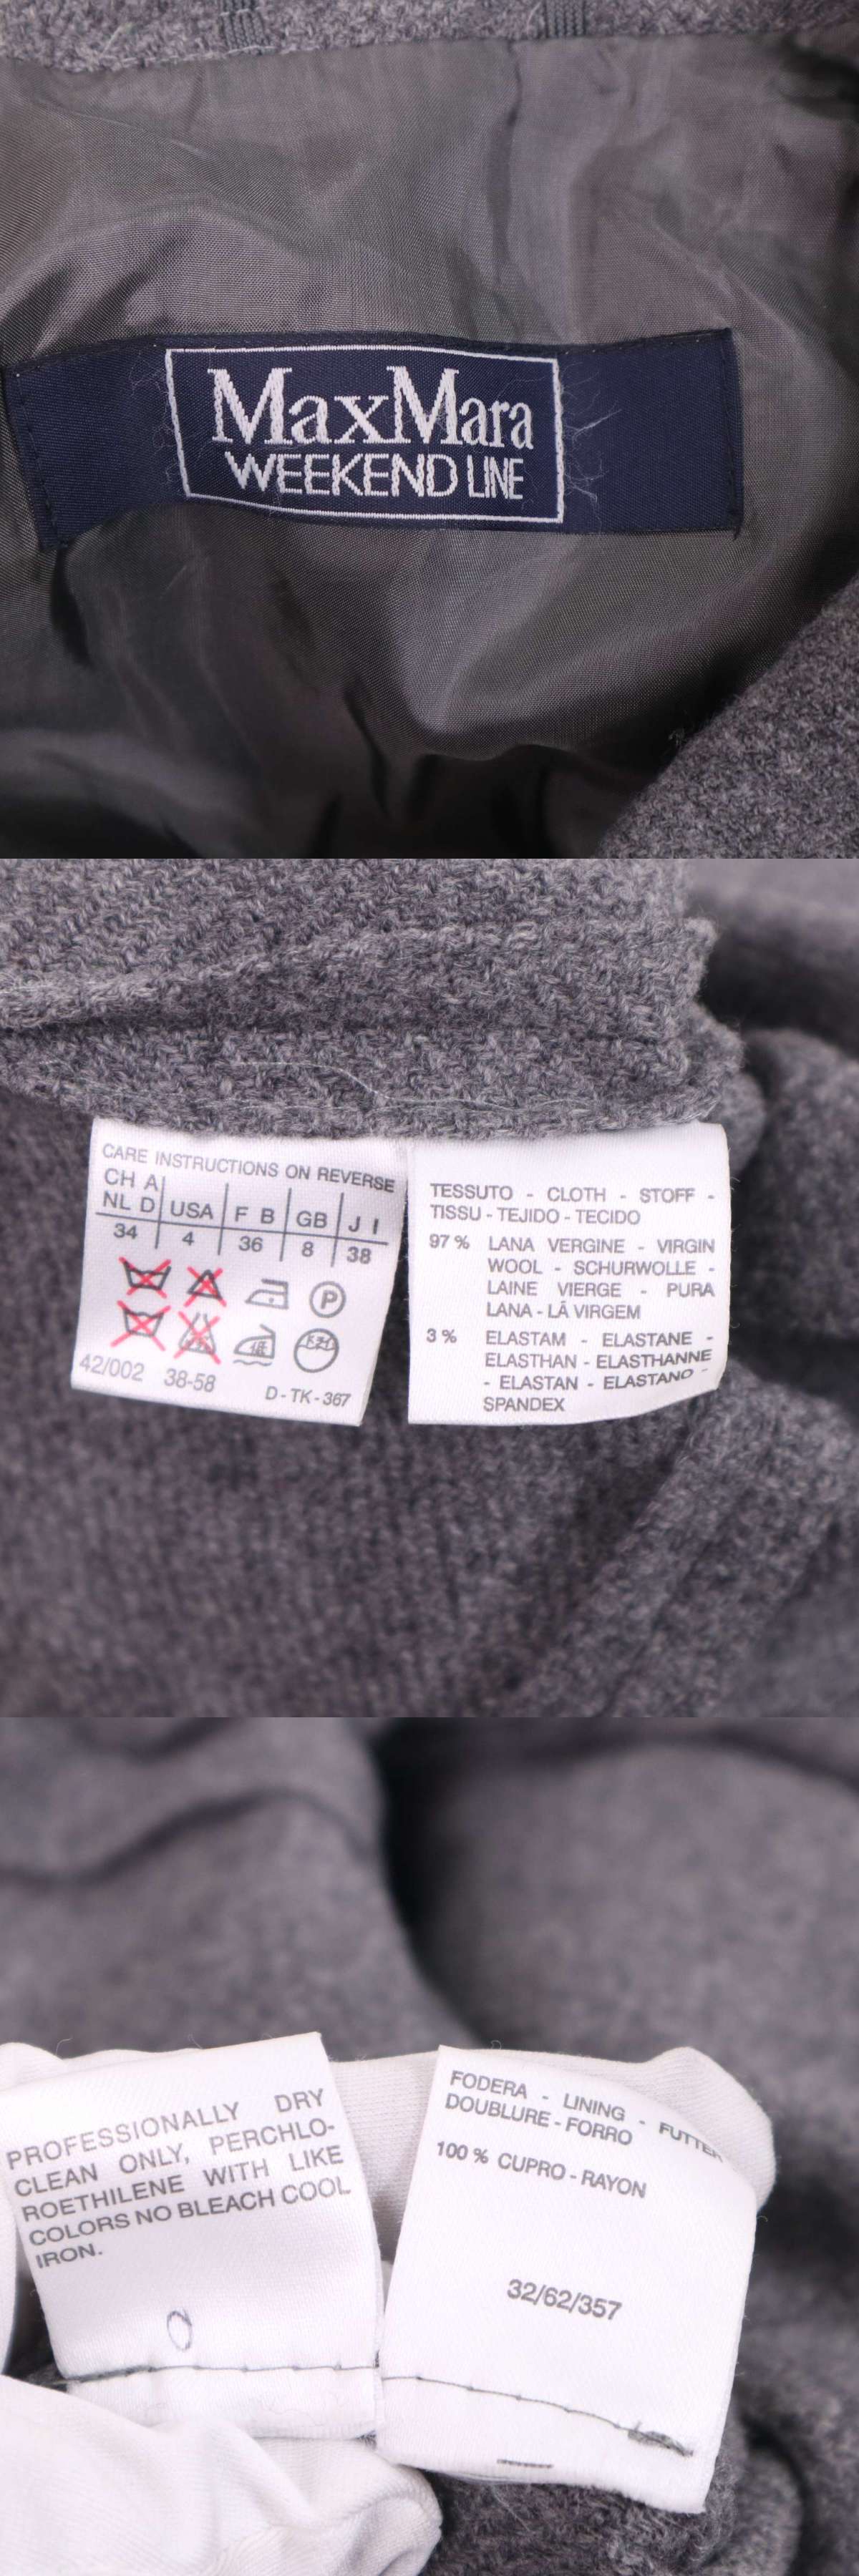 MaxMara
WEEKEND LINE
CARE INSTRUCTIONS ON REVERSE
CH A
NL D USA F B GB J I
34 4 36 8 38
P
42/002 38-58 D - TK - 367
TESSUTO - CLOTH - STOFF -
TISSU - TEJIDO - TECIDO
97 % LANA VERGINE - VIRGIN
WOOL - SCHURWOLLE -
LAINE VIERGE - PURA
LANA - LÃ VIRGEM
3 % ELASTAM - ELASTANE -
ELASTHAN - ELASTHANNE
- ELASTAN - ELASTANO -
SPANDEX
PROFESSIONALLY DRY
CLEAN ONLY, PERCHLO-
ROETHILENE WITH LIKE
COLORS NO BLEACH COOL
IRON.
0
FODERA - LINING - FUTTER
DOUBLURE - FORRO
100 % CUPRO - RAYON
32/62/357